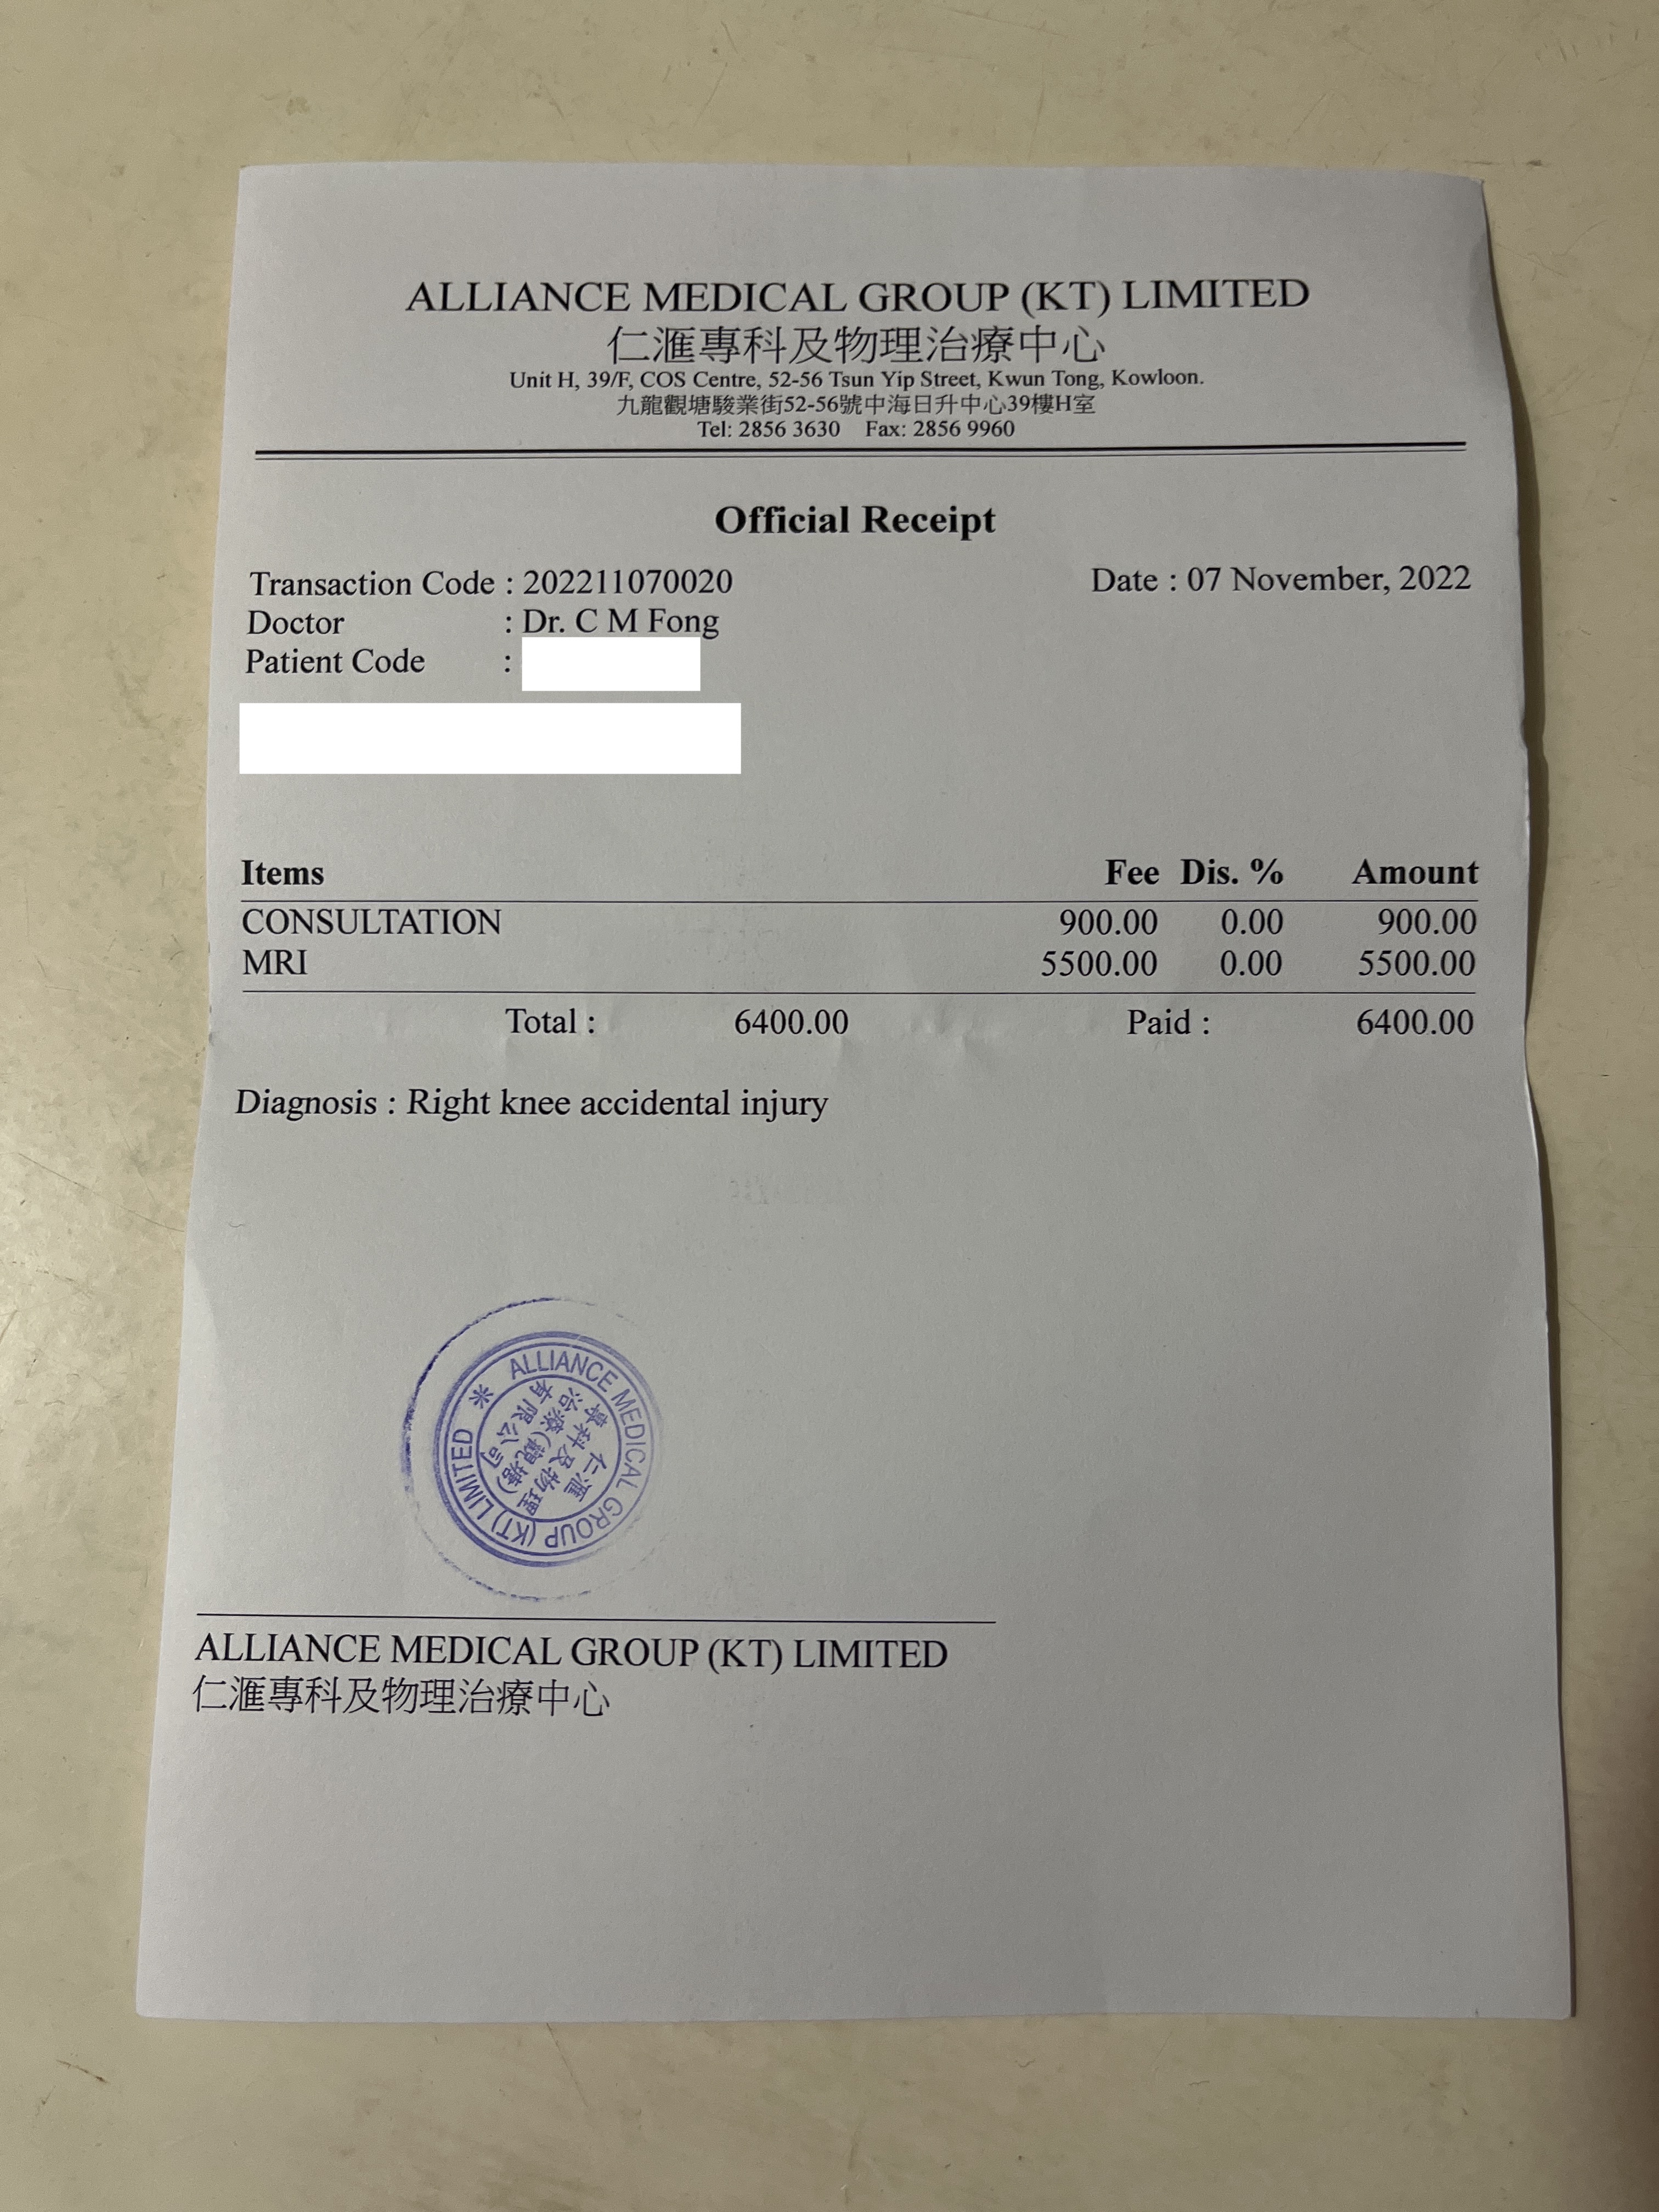 ALLIANCE MEDICAL GROUP (KT) LIMITED
仁滙專科及物理治療中心
Unit H, 39/F, COS Centre, 52-56 Tsun Yip Street, Kwun Tong, Kowloon.
九龍觀塘駿業街52-56號中海日升中心39樓H室
Tel: 2856 3630 Fax: 2856 9960
Official Receipt
Transaction Code : 202211070020 Date : 07 November, 2022
Doctor : Dr. C M Fong
Patient Code :
Items Fee Dis. % Amount
CONSULTATION 900.00 0.00 900.00
MRI 5500.00 0.00 5500.00
Total : 6400.00 Paid : 6400.00
Diagnosis : Right knee accidental injury
ALLIANCE MEDICAL GROUP (KT) LIMITED
仁滙
專科及物理
治療(觀塘)
有限公司
ALLIANCE MEDICAL GROUP (KT) LIMITED
仁滙專科及物理治療中心